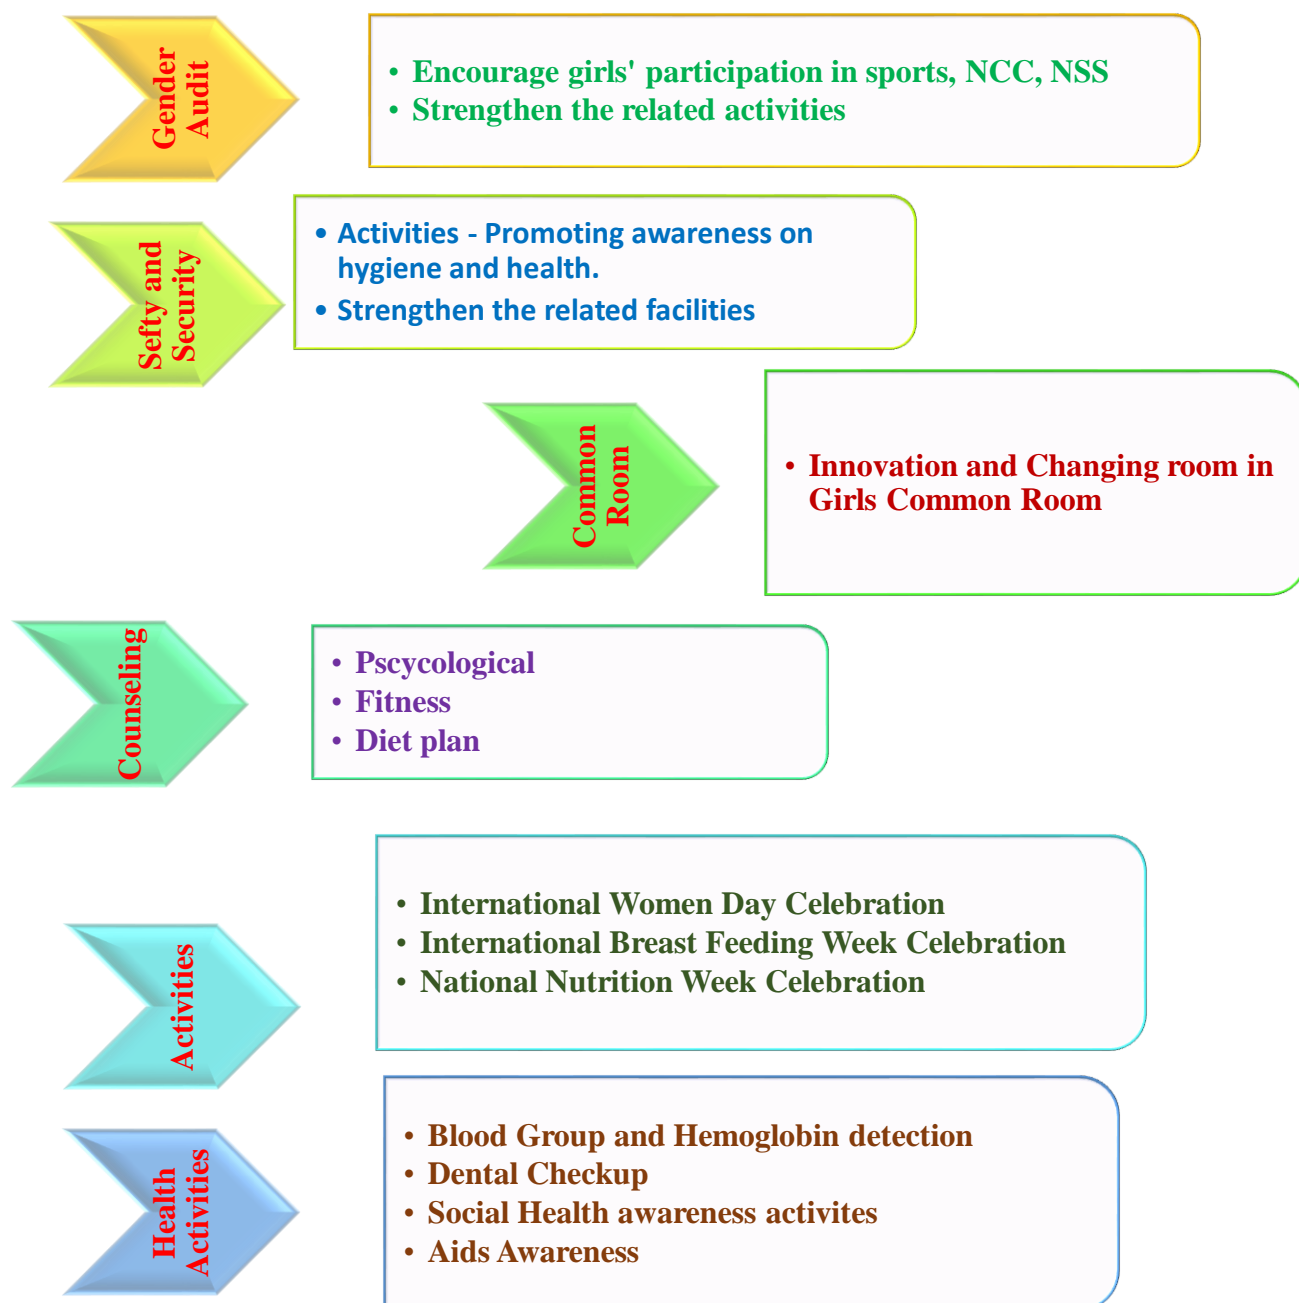 Gender
Audit
• Encourage girls' participation in sports, NCC, NSS
• Strengthen the related activities
Sefty and
Security
• Activities - Promoting awareness on
hygiene and health.
• Strengthen the related facilities
Common
Room
• Innovation and Changing room in
Girls Common Room
Counseling
• Pscycological
• Fitness
• Diet plan
Activities
• International Women Day Celebration
• International Breast Feeding Week Celebration
• National Nutrition Week Celebration
Health
Activities
• Blood Group and Hemoglobin detection
• Dental Checkup
• Social Health awareness activites
• Aids Awareness